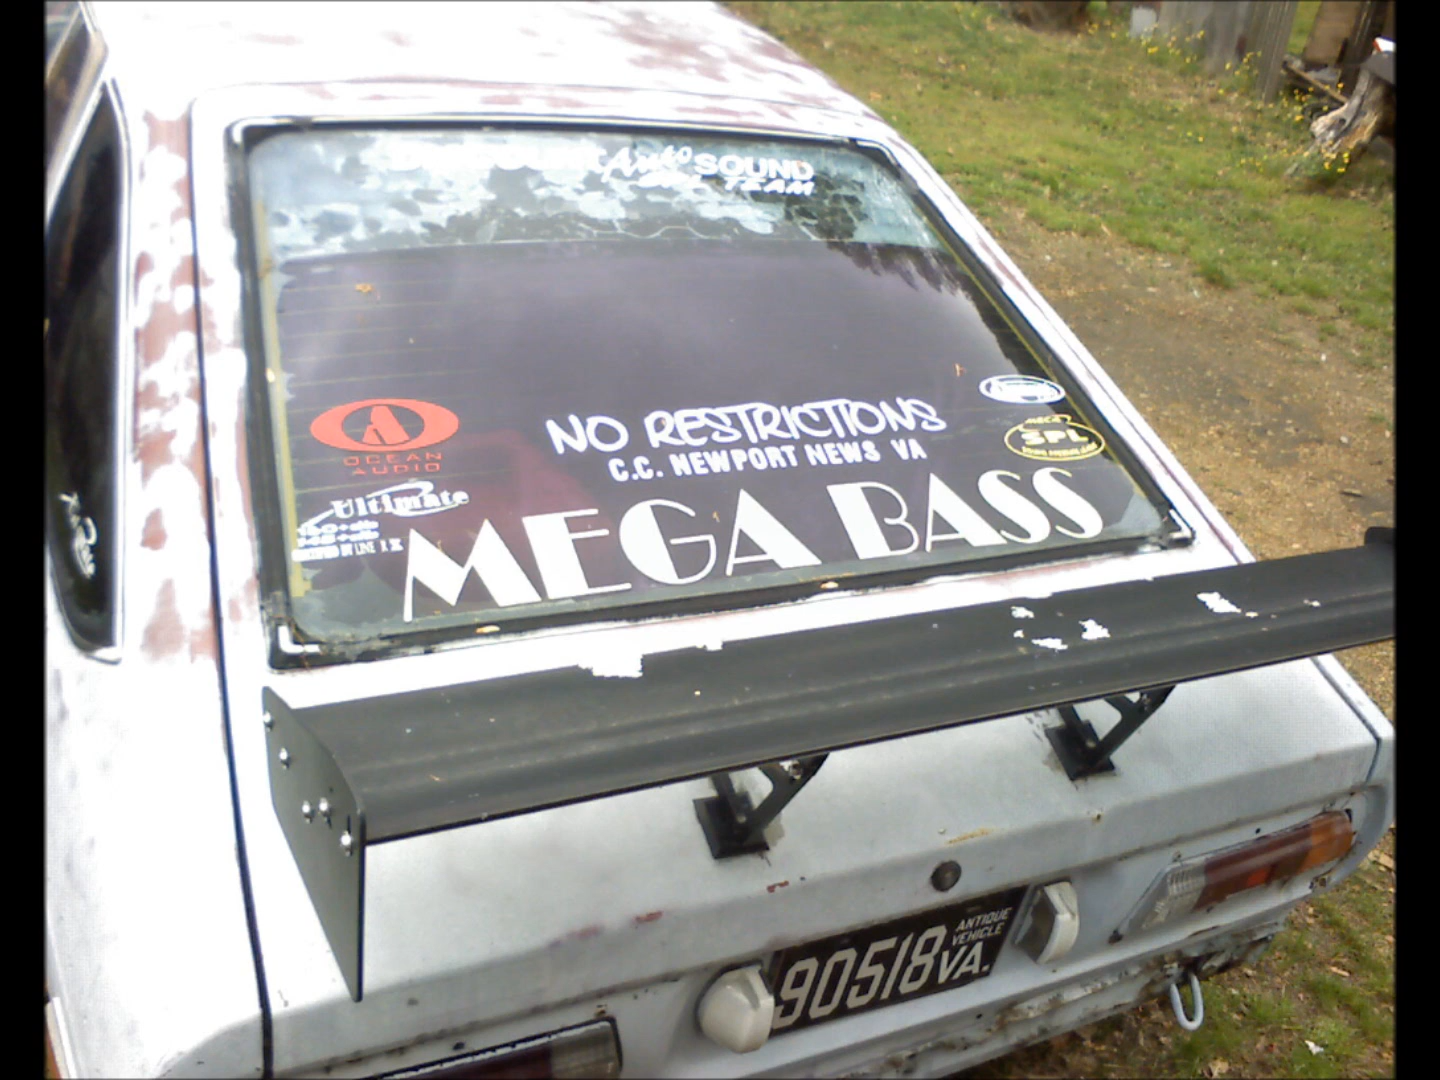 Auto SOUND
TEAM
OCEAN
AUDIO
NO RESTRICTIONS
C.C. NEWPORT NEWS VA
SPL
Ultimate
MEGA BASS
90518
ANTIQUE
VEHICLE
VA.